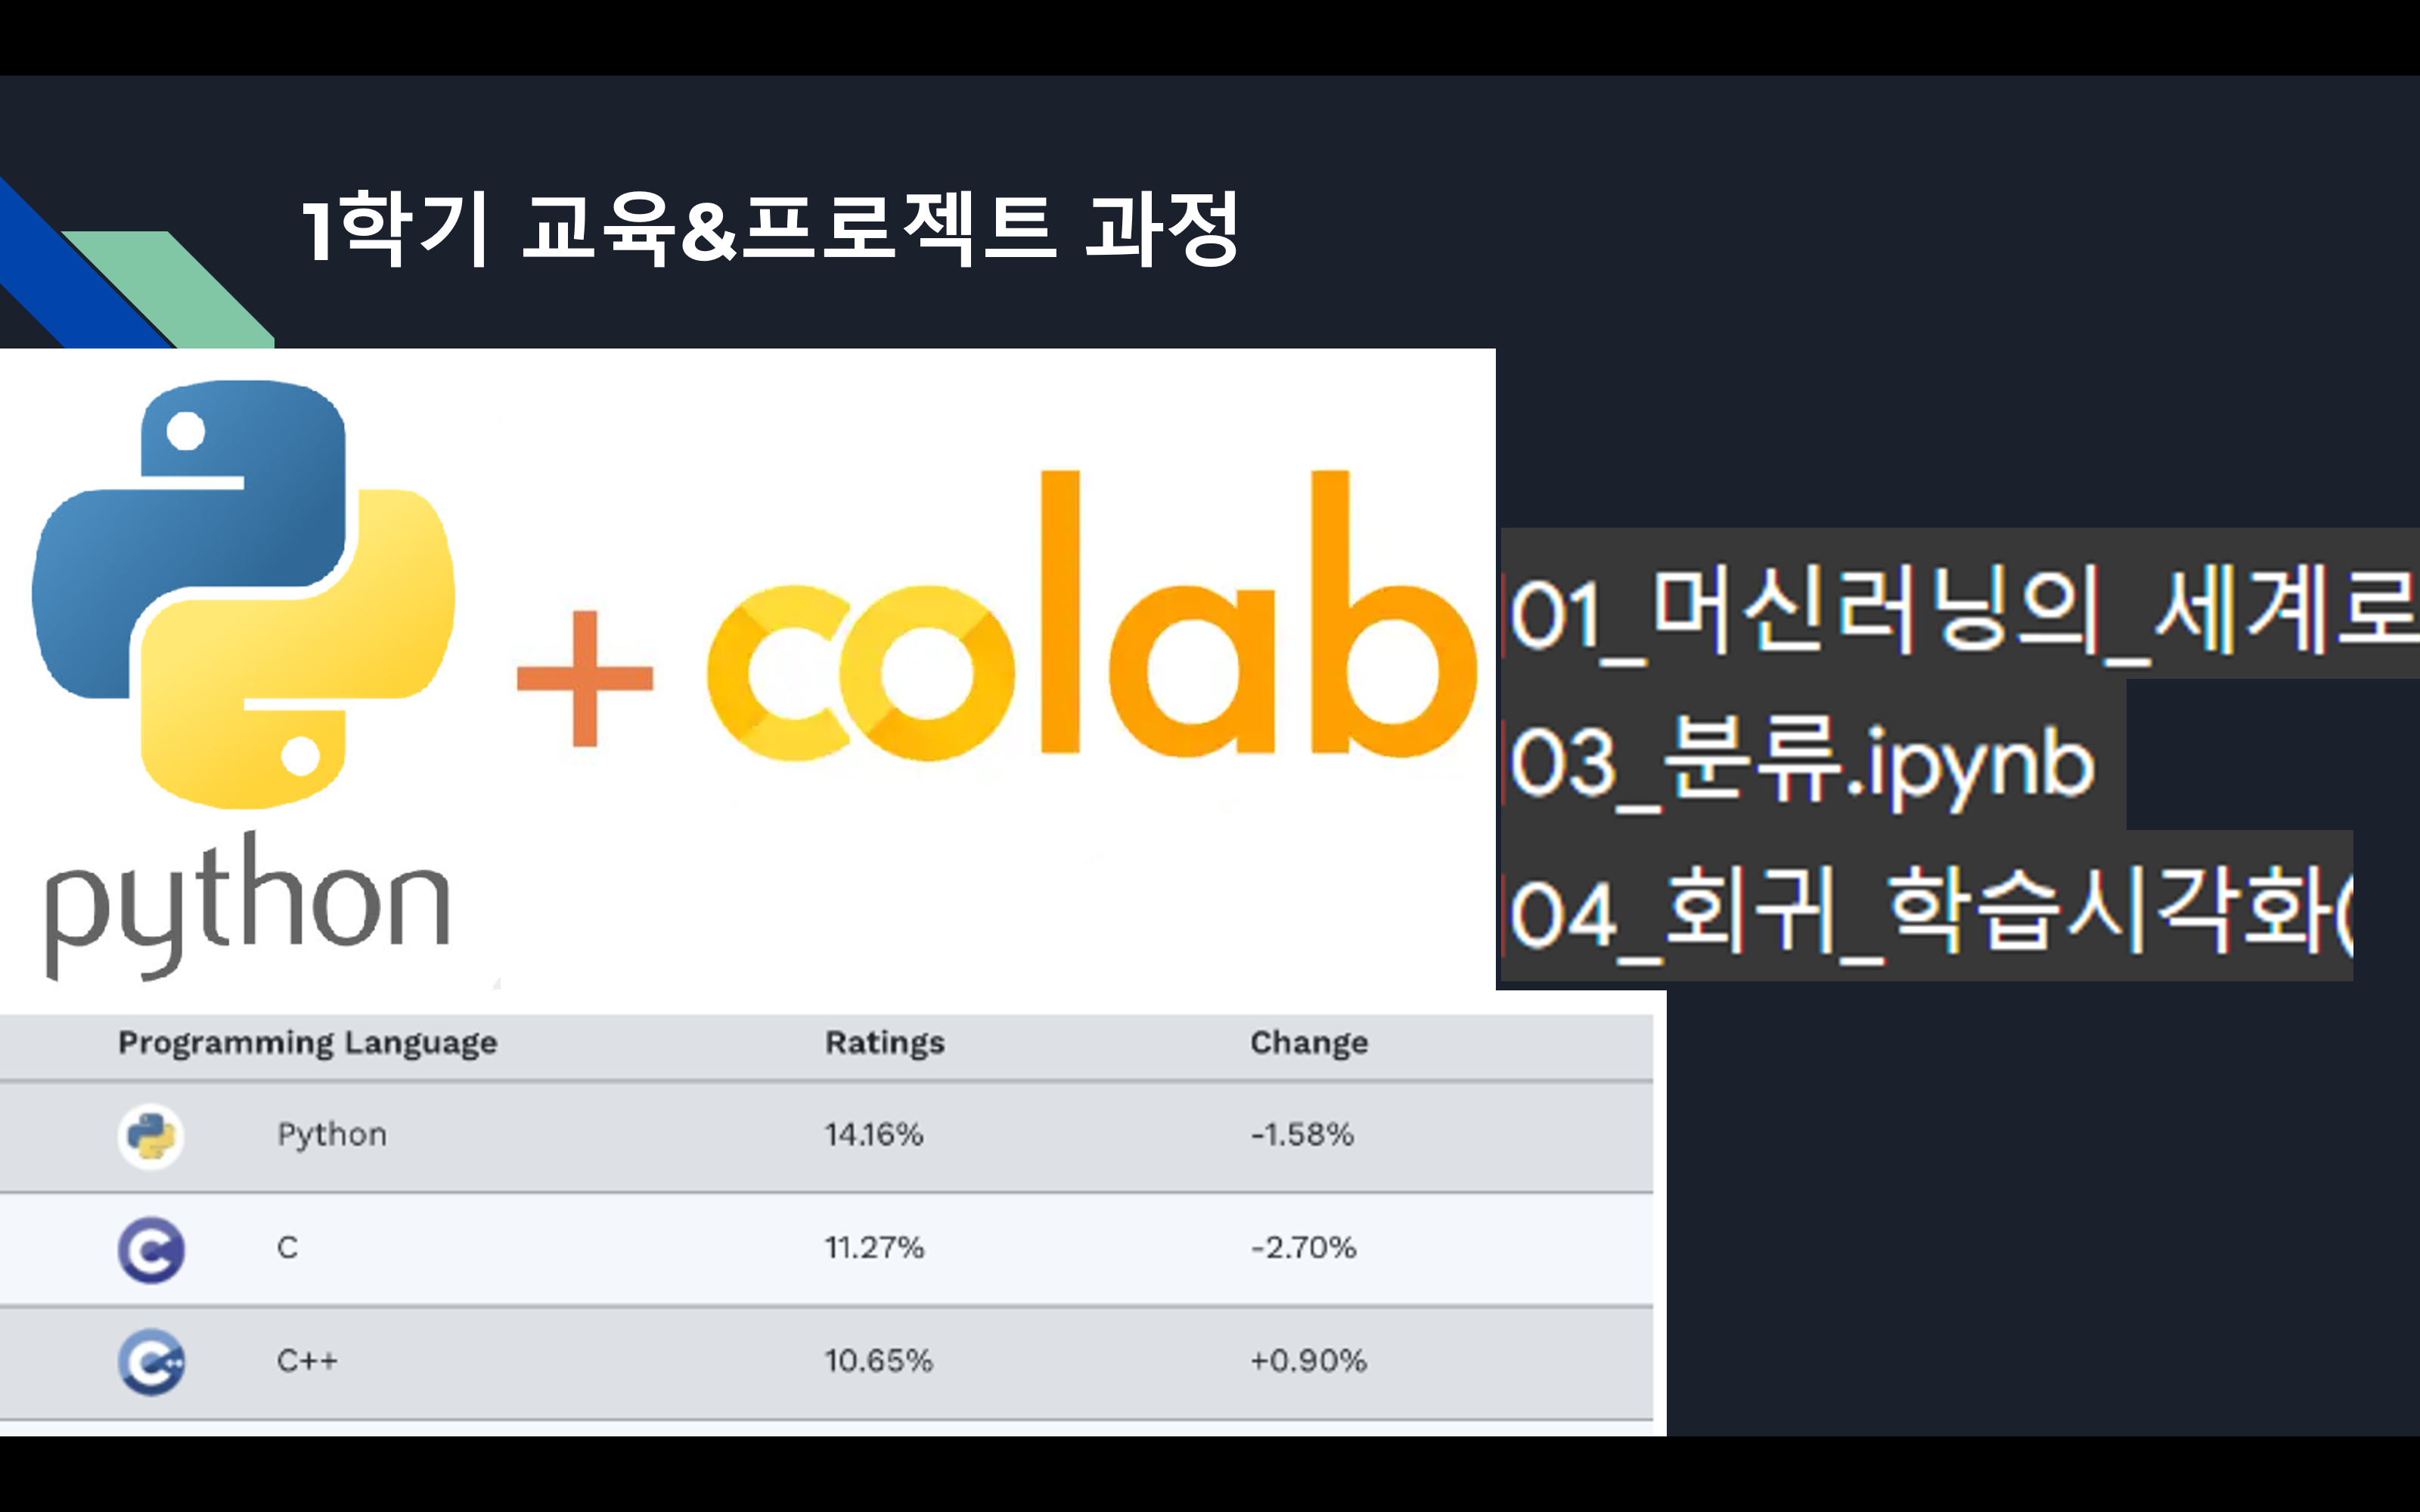 1학기 교육&프로젝트 과정
python
+
colab
01_머신러닝의_세계로
03_분류.ipynb
04_회귀_학습시각화(
Programming Language Ratings Change
Python 14.16% -1.58%
C 11.27% -2.70%
C++ 10.65% +0.90%